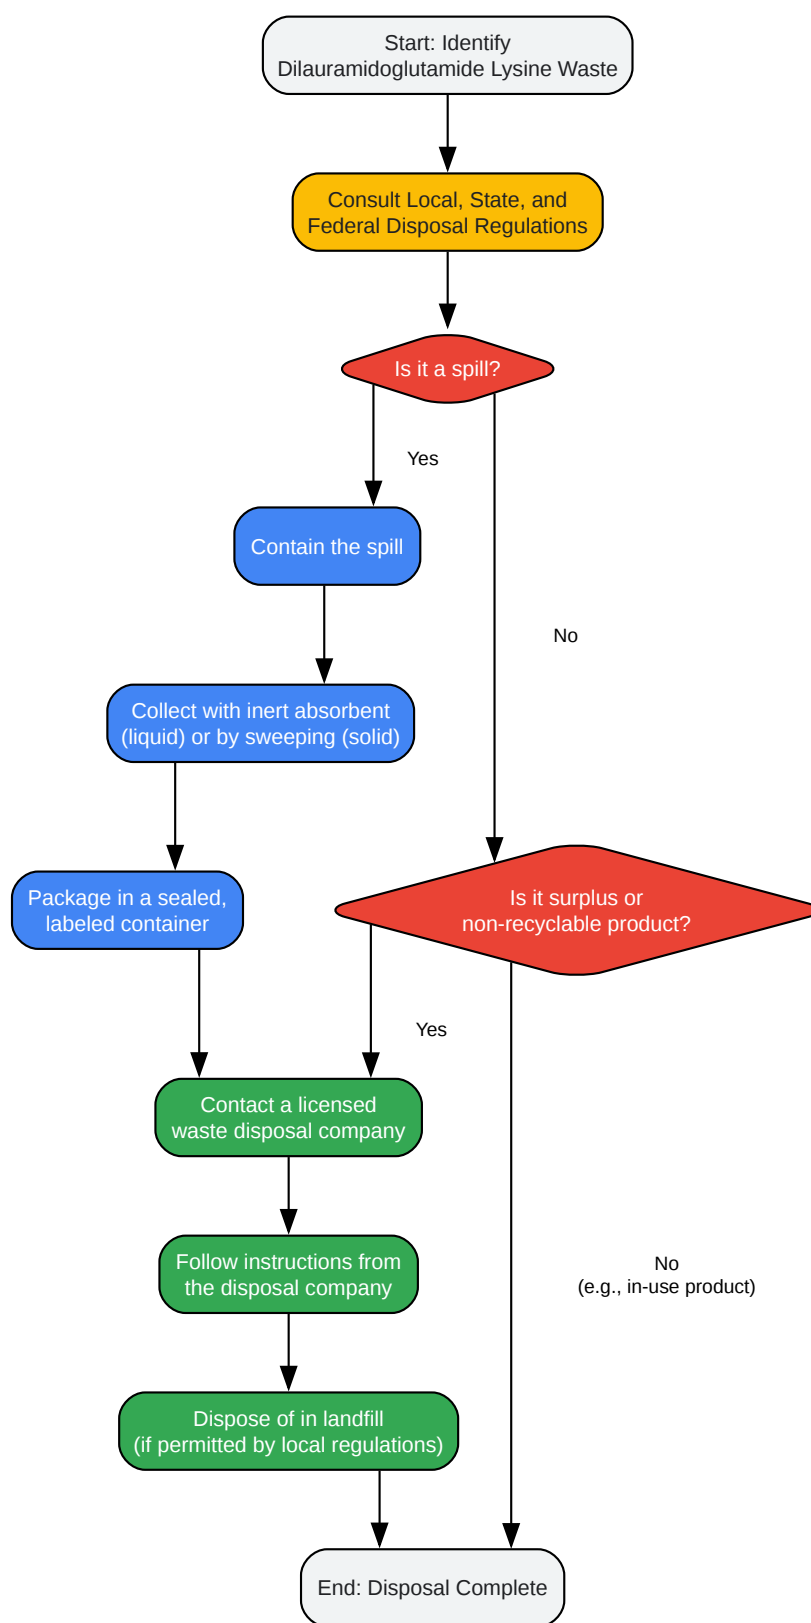 Start: Identify
Dilauramidoglutamide Lysine Waste
Consult Local, State, and
Federal Disposal Regulations
Is it a spill?
Yes
Contain the spill
No
Collect with inert absorbent
(liquid) or by sweeping (solid)
Package in a sealed,
labeled container
Is it surplus or
non-recyclable product?
Yes
Contact a licensed
waste disposal company
Follow instructions from
the disposal company
No
(e.g., in-use product)
Dispose of in landfill
(if permitted by local regulations)
End: Disposal Complete